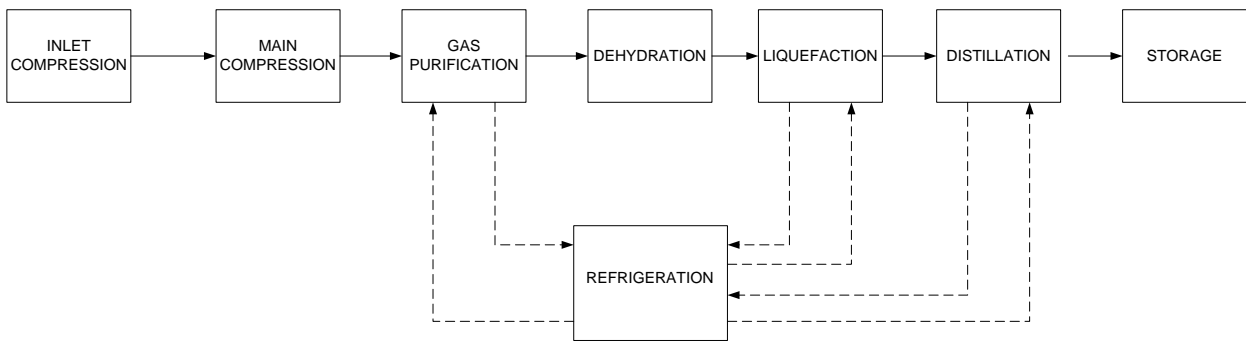 INLET
COMPRESSION
MAIN
COMPRESSION
GAS
PURIFICATION
DEHYDRATION
LIQUEFACTION
DISTILLATION
STORAGE
REFRIGERATION